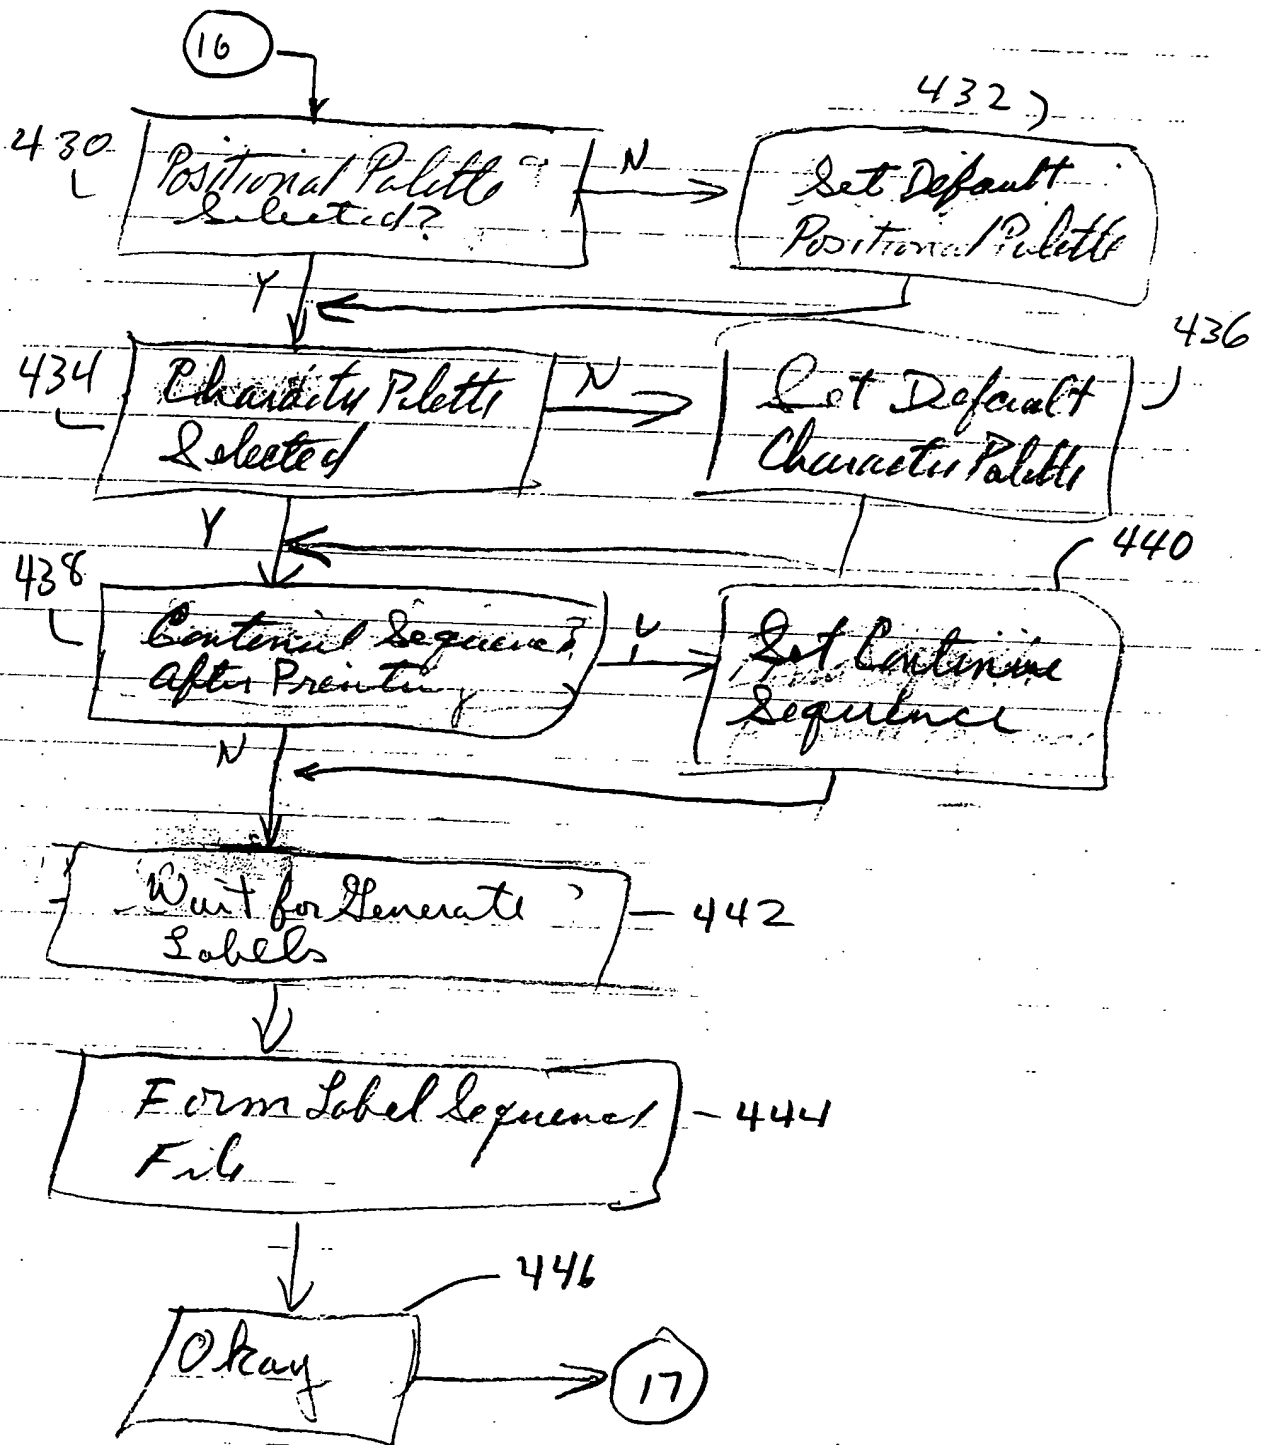 16
432
430
Positional Palette
Selected?
N
Set Default
Positional Palette
Y
436
434
Character Palette
Selected
N
Set Default
Character Palette
Y
440
438
Continue Sequence?
After Printing
Y
Set Continue
Sequence
N
Wait for Generate
Labels
442
Form Label Sequence
File
444
446
Okay
17